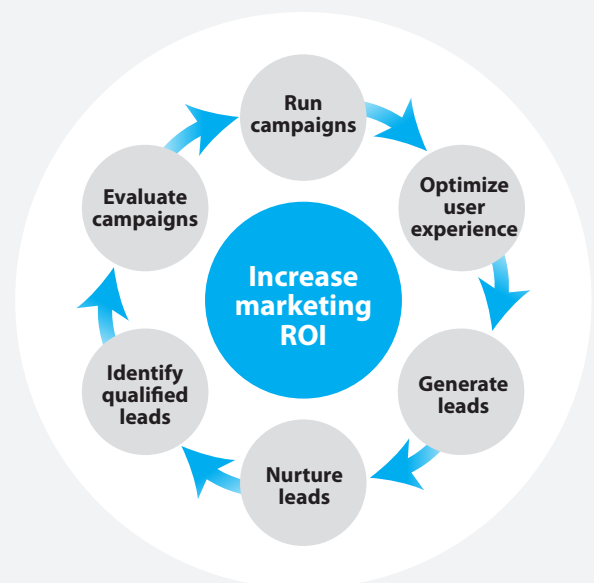 Run
campaigns
Optimize
user
experience
Generate
leads
Nurture
leads
Identify
qualified
leads
Evaluate
campaigns
Increase
marketing
ROI